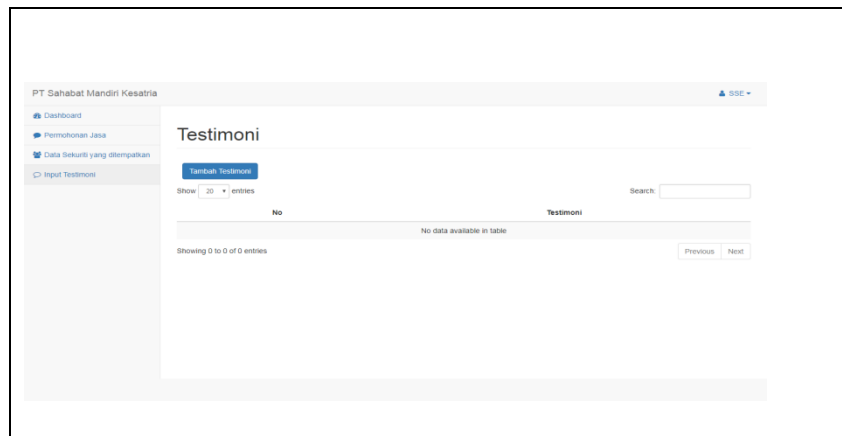 PT Sahabat Mandiri Kesatria
SSE
Dashboard
Permohonan Jasa
Data Sekuriti yang ditempatkan
Input Testimoni
Testimoni
Tambah Testimoni
Show 20 entries
Search:
No Testimoni
No data available in table
Showing 0 to 0 of 0 entries
Previous Next